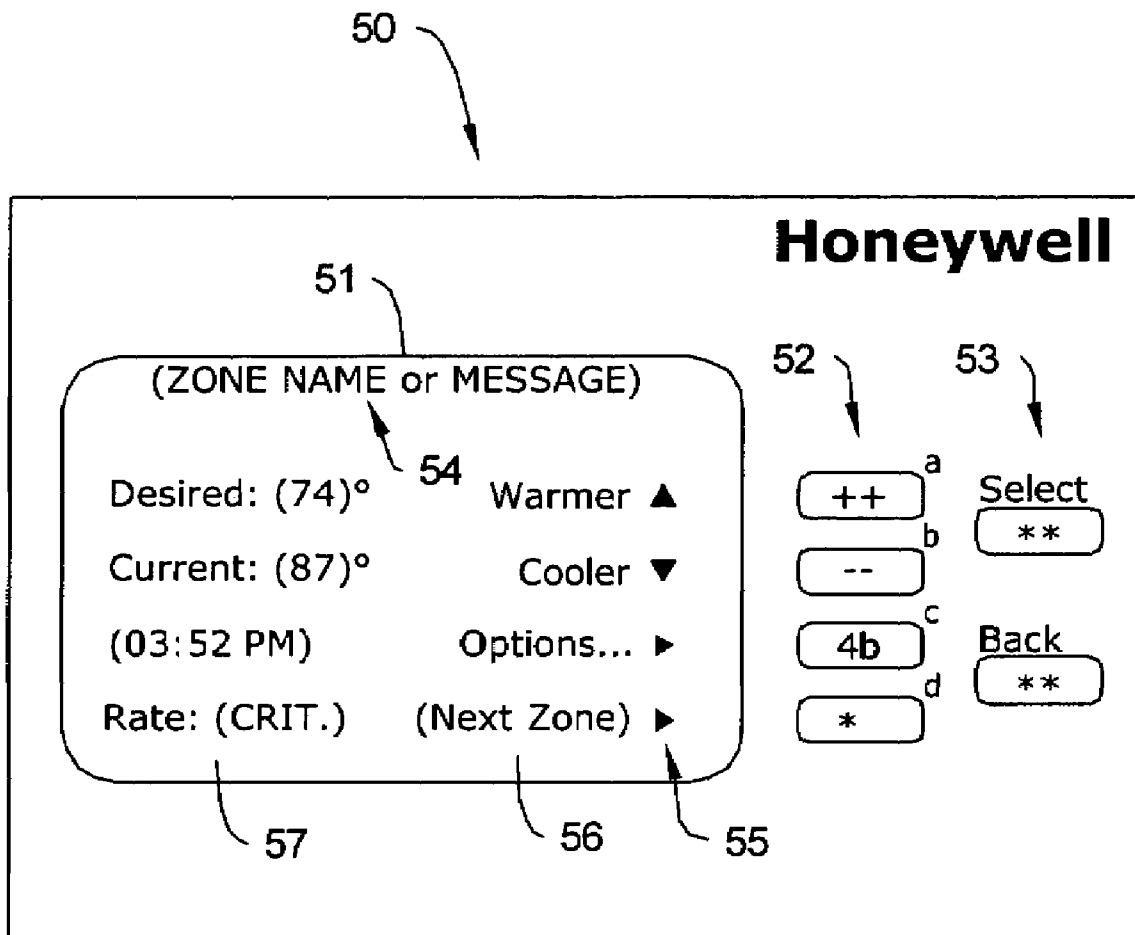 50
Honeywell
51
52
53
(ZONE NAME or MESSAGE)
54
Desired: (74)° Warmer ▲
++ a
Select
**
Current: (87)° Cooler ▼
-- b
(03:52 PM) Options... ►
4b c
Back
**
Rate: (CRIT.) (Next Zone) ►
* d
57
56
55